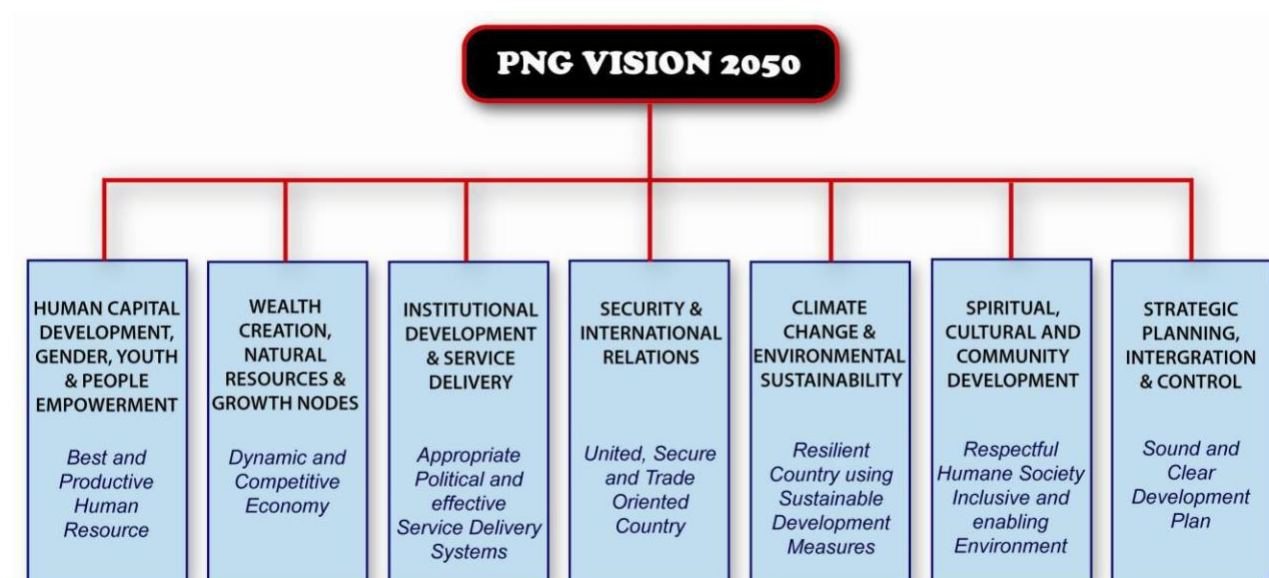 PNG VISION 2050
HUMAN CAPITAL
DEVELOPMENT,
GENDER, YOUTH
& PEOPLE
EMPOWERMENT
Best and
Productive
Human
Resource
WEALTH
CREATION,
NATURAL
RESOURCES &
GROWTH NODES
Dynamic and
Competitive
Economy
INSTITUTIONAL
DEVELOPMENT
& SERVICE
DELIVERY
Appropriate
Political and
effective
Service Delivery
Systems
SECURITY &
INTERNATIONAL
RELATIONS
United, Secure
and Trade
Oriented
Country
CLIMATE
CHANGE &
ENVIRONMENTAL
SUSTAINABILITY
Resilient
Country using
Sustainable
Development
Measures
SPIRITUAL,
CULTURAL AND
COMMUNITY
DEVELOPMENT
Respectful
Humane Society
Inclusive and
enabling
Environment
STRATEGIC
PLANNING,
INTERGRATION
& CONTROL
Sound and
Clear
Development
Plan